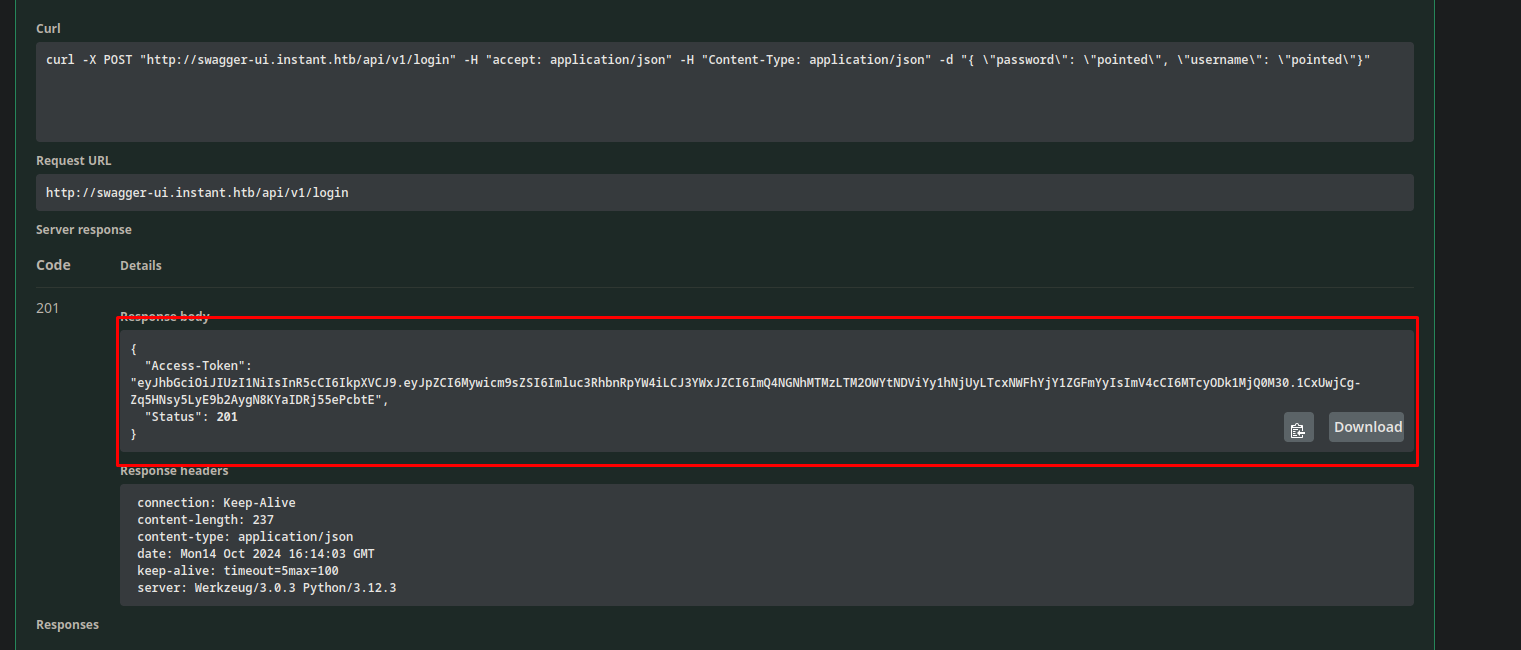 Curl
curl -X POST "http://swagger-ui.instant.htb/api/v1/login" -H "accept: application/json" -H "Content-Type: application/json" -d "{ \"password\": \"pointed\", \"username\": \"pointed\"}"
Request URL
http://swagger-ui.instant.htb/api/v1/login
Server response
Code Details
201
Response body
{
"Access-Token":
"eyJhbGciOiJIUzI1NiIsInR5cCI6IkpXVCJ9.eyJpZCI6Mywicm9sZSI6Imluc3RhbnRpYW4iLCJ3YWxJZCI6ImQ4NGNhMTMzLTM2OWYtNDViYy1hNjUyLTcxNWFhYjY1ZGFmYyIsImV4cCI6MTcyODk1MjQ0M30.1CxUwjCg-
Zq5HNsy5LyE9b2AygN8KYaIDRj55ePcbtE",
"Status": 201
}
Download
Response headers
connection: Keep-Alive
content-length: 237
content-type: application/json
date: Mon14 Oct 2024 16:14:03 GMT
keep-alive: timeout=5max=100
server: Werkzeug/3.0.3 Python/3.12.3
Responses